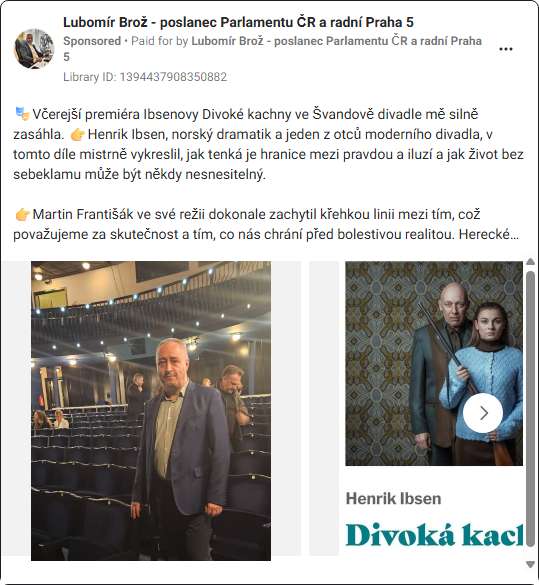 Lubomír Brož - poslanec Parlamentu ČR a radní Praha 5
Sponsored • Paid for by Lubomír Brož - poslanec Parlamentu ČR a radní Praha
5
Library ID: 1394437908350882
🎭 Včerejší premiéra Ibsenovy Divoké kachny ve Švandově divadle mě silně
zasáhla. 👉Henrik Ibsen, norský dramatik a jeden z otců moderního divadla, v
tomto díle mistrně vykreslil, jak tenká je hranice mezi pravdou a iluzí a jak život bez
sebeklamu může být někdy nesnesitelný.
👉Martin Františák ve své režii dokonale zachytil křehkou linii mezi tím, což
považujeme za skutečnost a tím, co nás chrání před bolestivou realitou. Herecké…
Henrik Ibsen
Divoká kacl